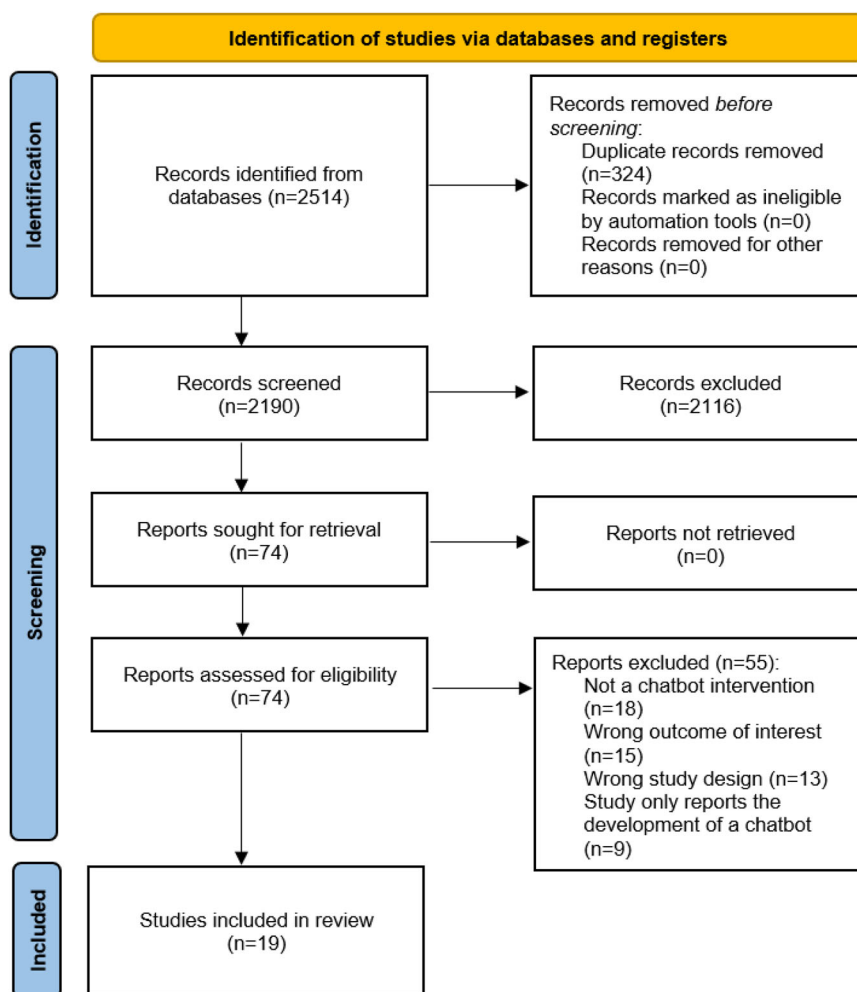 Identification of studies via databases and registers
Identification
Records identified from
databases (n=2514)
Records removed before
screening:
Duplicate records removed
(n=324)
Records marked as ineligible
by automation tools (n=0)
Records removed for other
reasons (n=0)
Screening
Records screened
(n=2190)
Records excluded
(n=2116)
Reports sought for retrieval
(n=74)
Reports not retrieved
(n=0)
Reports assessed for eligibility
(n=74)
Reports excluded (n=55):
Not a chatbot intervention
(n=18)
Wrong outcome of interest
(n=15)
Wrong study design (n=13)
Study only reports the
development of a chatbot
(n=9)
Included
Studies included in review
(n=19)